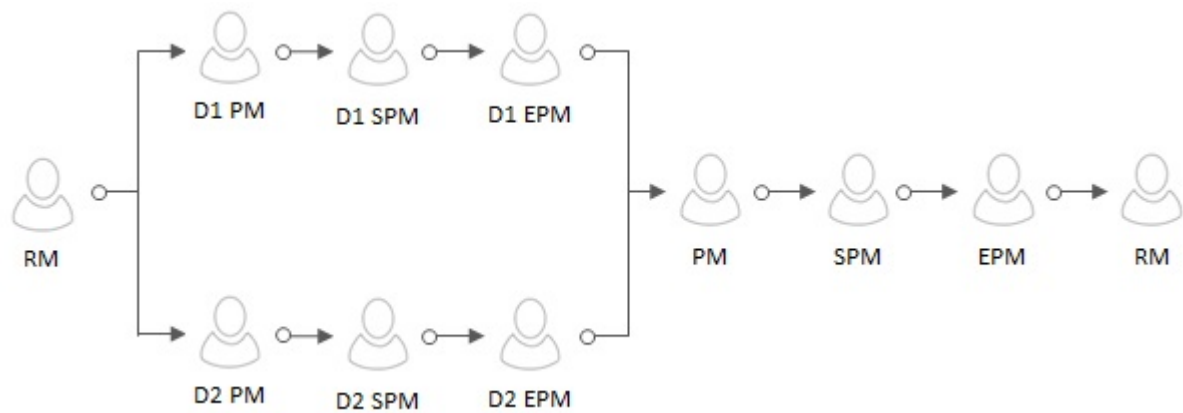 D1 PM
D1 SPM
D1 EPM
RM
PM
SPM
EPM
RM
D2 PM
D2 SPM
D2 EPM